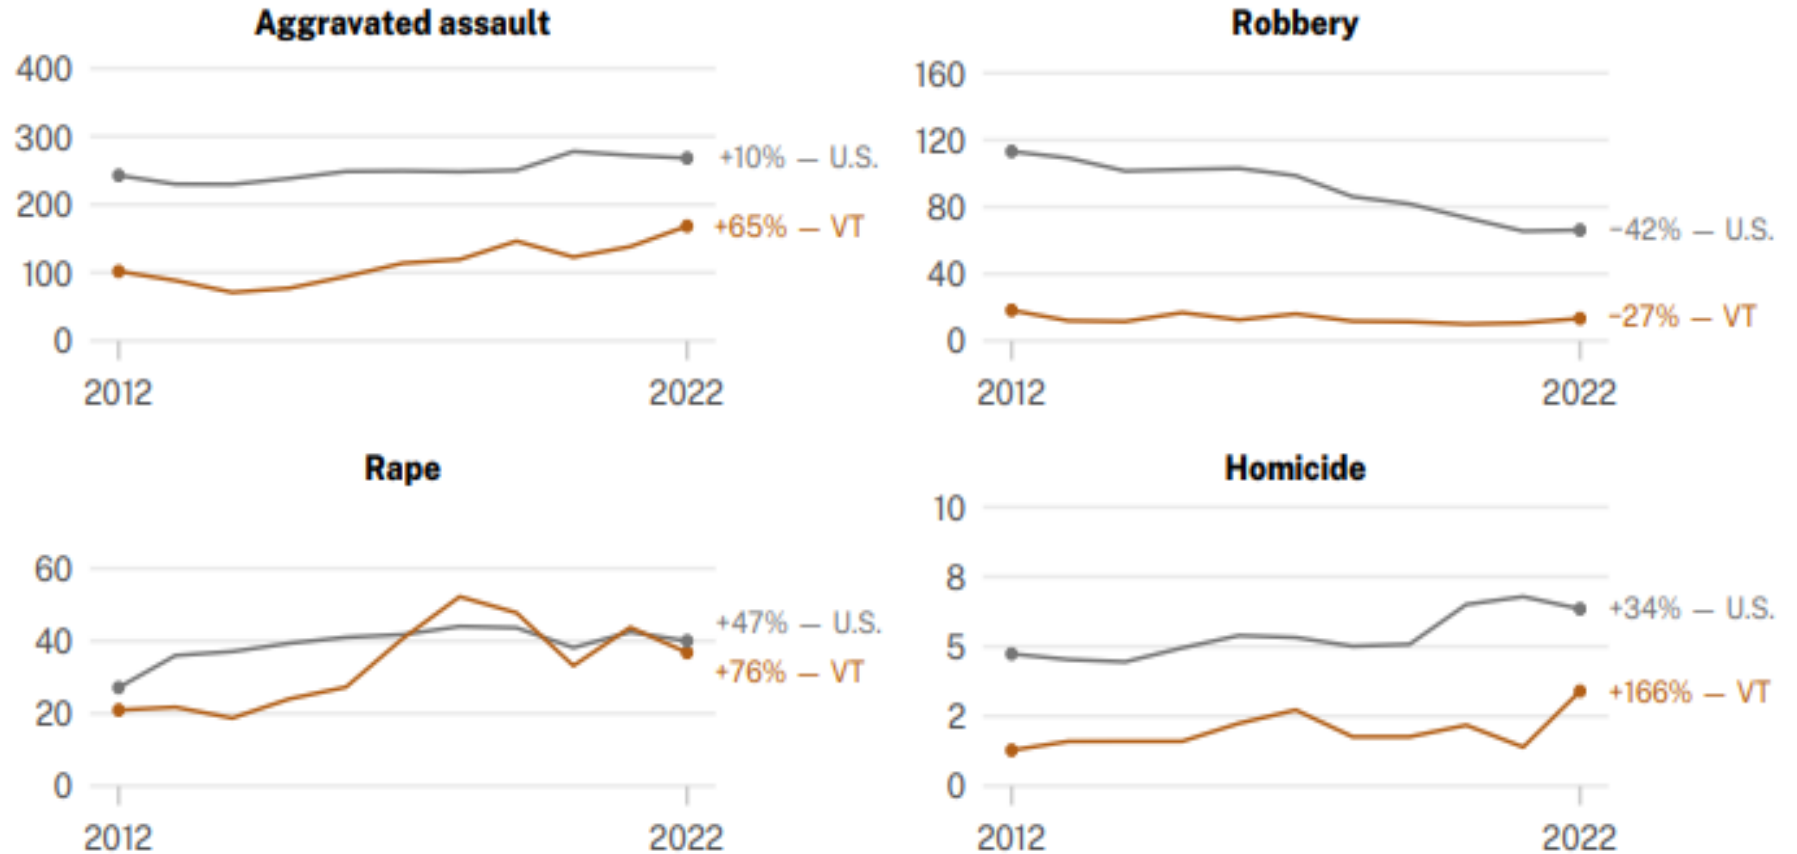 Aggravated assault
400
300
200
100
0
+10% — U.S.
+65% — VT
2012
2022
Robbery
160
120
80
40
0
−42% — U.S.
−27% — VT
2012
2022
Rape
60
40
20
0
+47% — U.S.
+76% — VT
2012
2022
Homicide
10
8
5
2
0
+34% — U.S.
+166% — VT
2012
2022